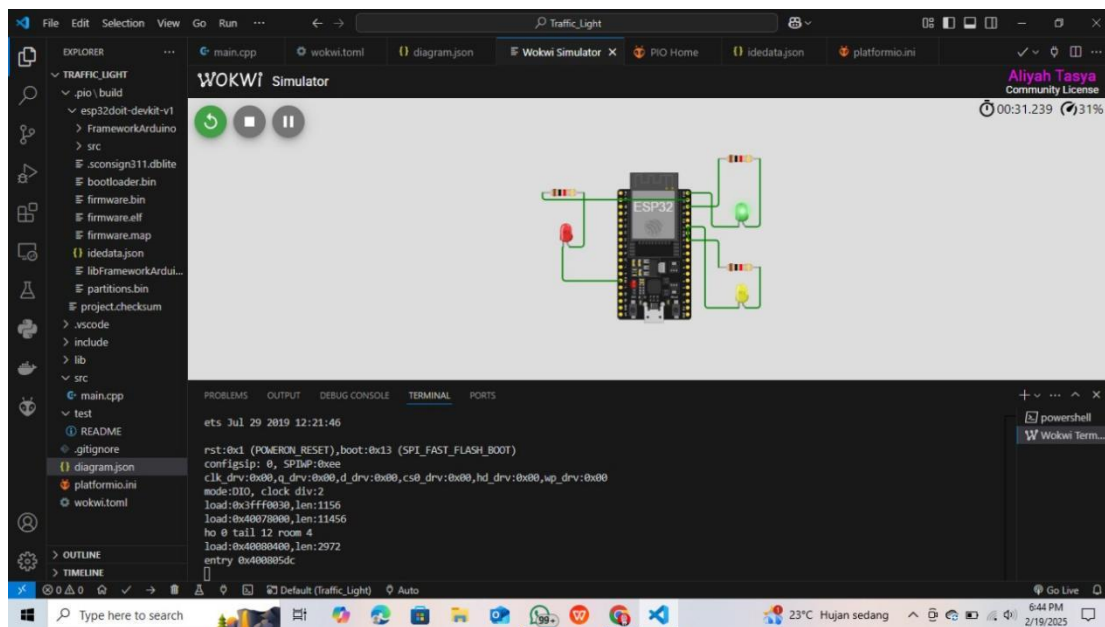 File Edit Selection View Go Run ... Traffic_Light
EXPLORER ...
main.cpp wokwi.toml diagram.json Wokwi Simulator PIO Home idedata.json platformio.ini
TRAFFIC_LIGHT
.pio \ build
esp32doit-devkit-v1
FrameworkArduino
src
.sconsign311.dblite
bootloader.bin
firmware.bin
firmware.elf
firmware.map
idedata.json
libFrameworkArdui...
partitions.bin
project.checksum
.vscode
include
lib
src
main.cpp
test
README
.gitignore
diagram.json
platformio.ini
wokwi.toml
OUTLINE
TIMELINE
WOKWI Simulator
Aliyah Tasya
Community License
00:31.239 31%
ESP32
PROBLEMS OUTPUT DEBUG CONSOLE TERMINAL PORTS
powershell
Wokwi Term...
ets Jul 29 2019 12:21:46
rst:0x1 (POWERON_RESET),boot:0x13 (SPI_FAST_FLASH_BOOT)
configsip: 0, SPIWP:0xee
clk_drv:0x00,q_drv:0x00,d_drv:0x00,cs0_drv:0x00,hd_drv:0x00,wp_drv:0x00
mode:DIO, clock div:2
load:0x3fff0030,len:1156
load:0x40078000,len:11456
ho 0 tail 12 room 4
load:0x40080400,len:2972
entry 0x400805dc
0 0 0 Default (Traffic_Light) Auto Go Live
Type here to search 99+ 23°C Hujan sedang 6:44 PM
2/19/2025